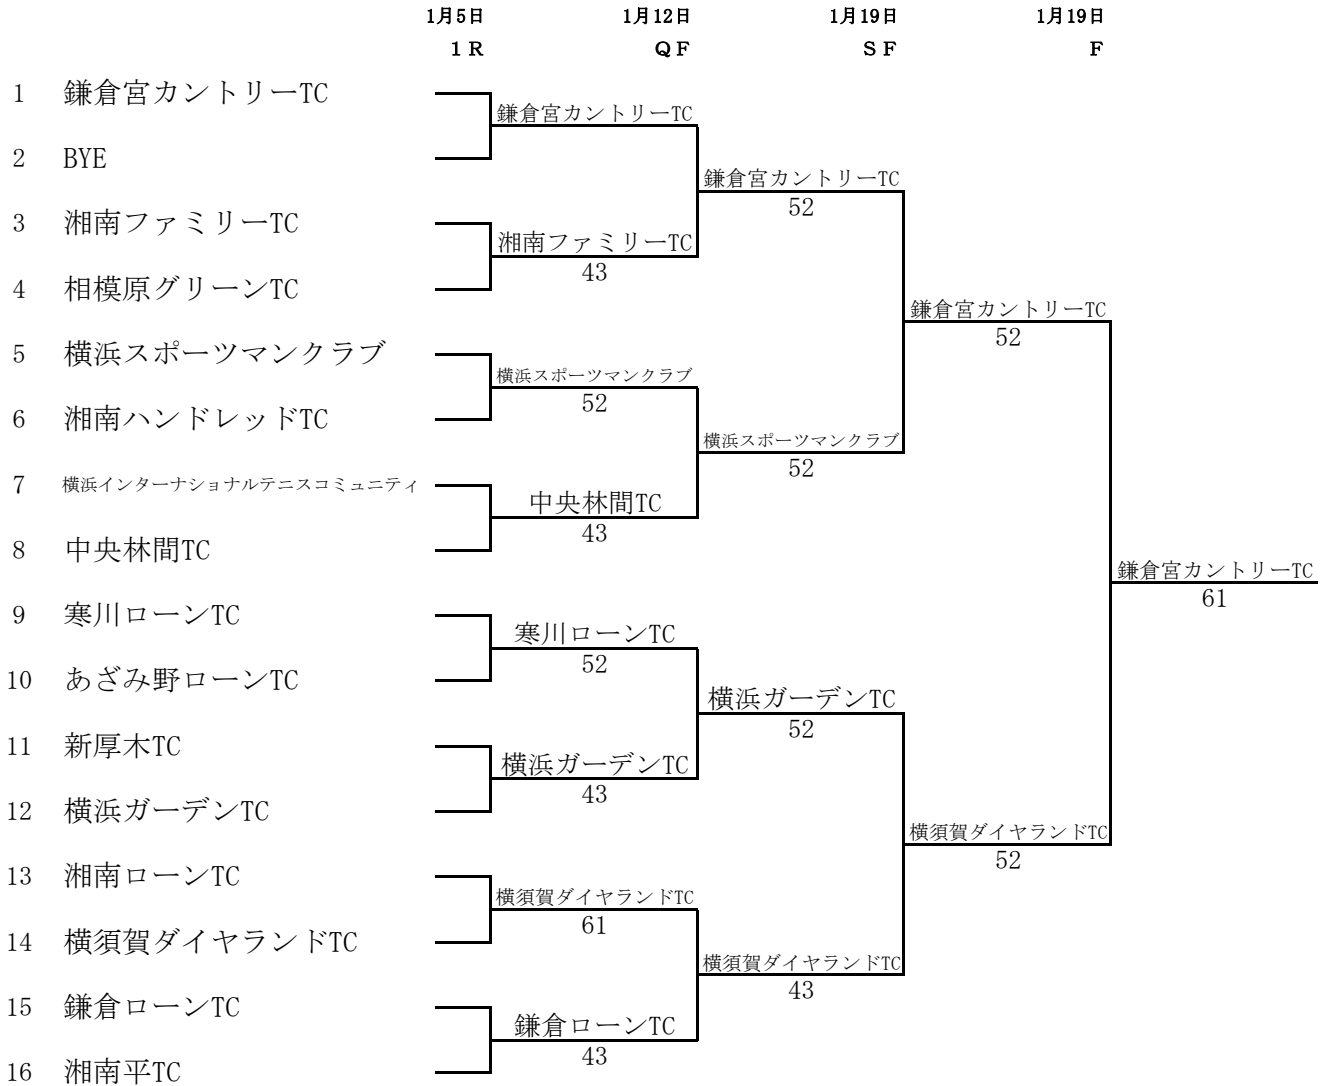 1月5日 1月12日 1月19日 1月19日
１Ｒ ＱＦ ＳＦ Ｆ
1 鎌倉宮カントリーTC
鎌倉宮カントリーTC
2 BYE
鎌倉宮カントリーTC
52
3 湘南ファミリーTC
湘南ファミリーTC
43
4 相模原グリーンTC
鎌倉宮カントリーTC
52
5 横浜スポーツマンクラブ
横浜スポーツマンクラブ
52
6 湘南ハンドレッドTC
横浜スポーツマンクラブ
52
7 横浜インターナショナルテニスコミュニティ
中央林間TC
43
8 中央林間TC
鎌倉宮カントリーTC
61
9 寒川ローンTC
寒川ローンTC
52
10 あざみ野ローンTC
横浜ガーデンTC
52
11 新厚木TC
横浜ガーデンTC
43
12 横浜ガーデンTC
横須賀ダイヤランドTC
52
13 湘南ローンTC
横須賀ダイヤランドTC
61
14 横須賀ダイヤランドTC
横須賀ダイヤランドTC
43
15 鎌倉ローンTC
鎌倉ローンTC
43
16 湘南平TC